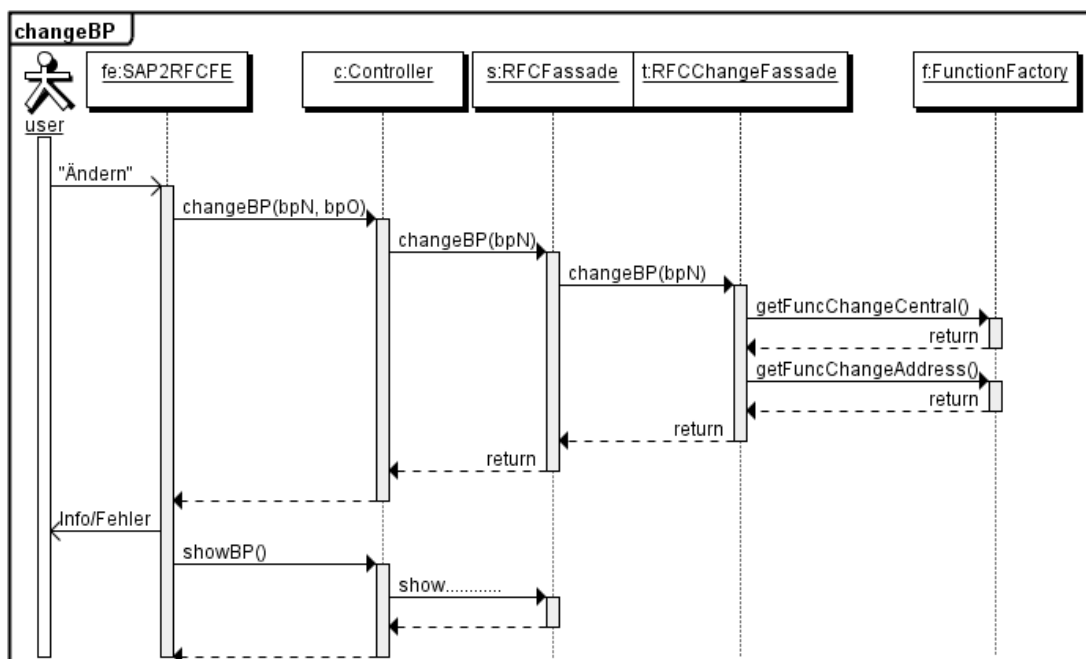 changeBP
fe:SAP2RFCFE
c:Controller
s:RFCFassade
t:RFCChangeFassade
f:FunctionFactory
user
"Ändern"
changeBP(bpN, bpO)
changeBP(bpN)
changeBP(bpN)
getFuncChangeCentral()
return
getFuncChangeAddress()
return
return
return
Info/Fehler
showBP()
show............